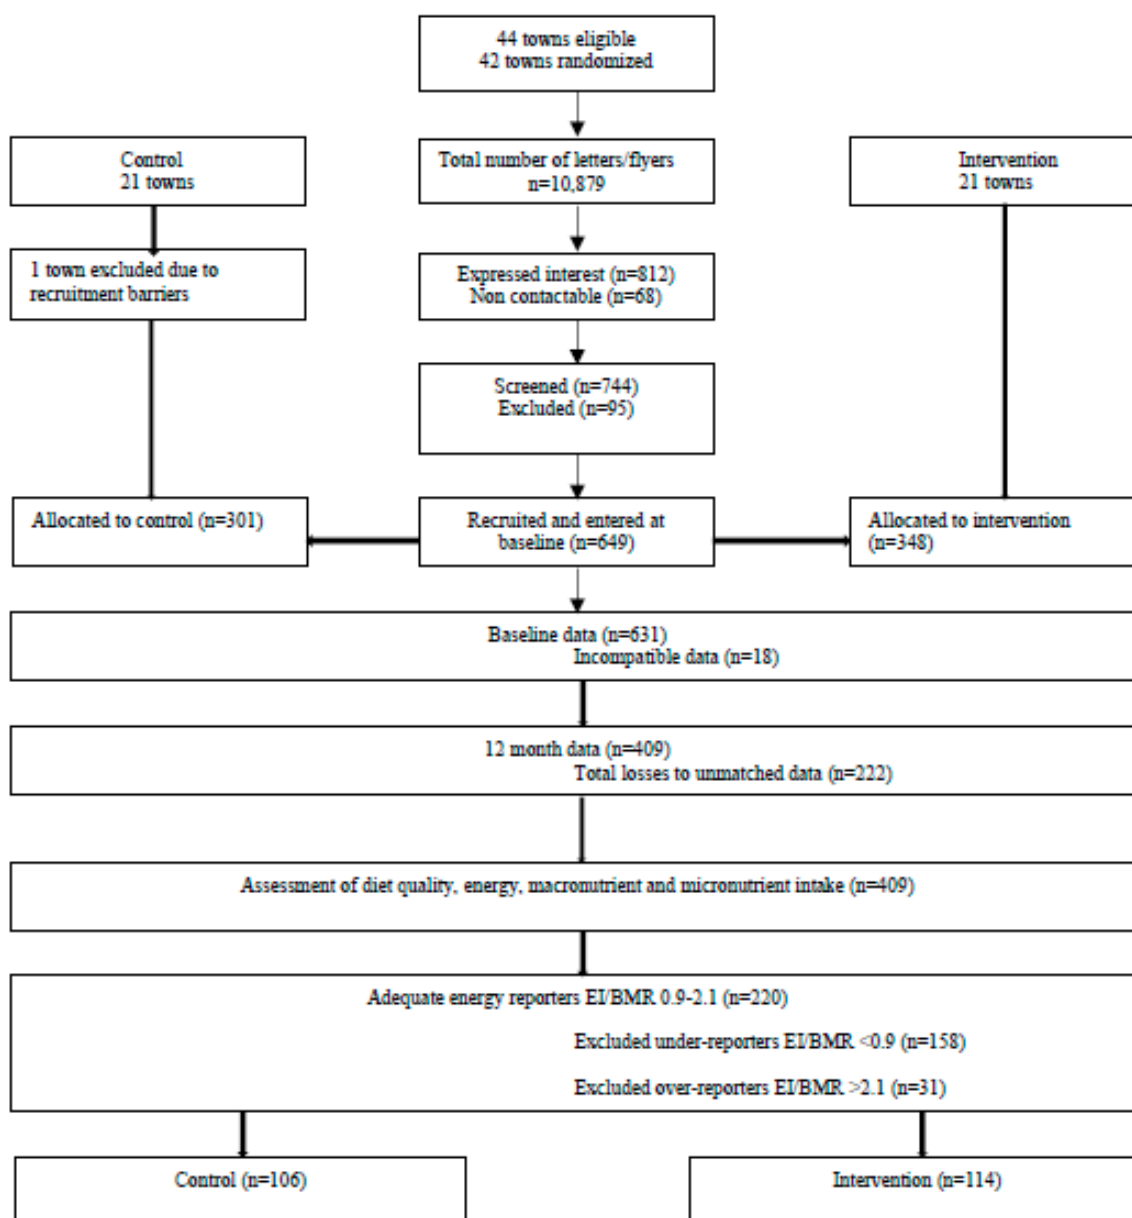 44 towns eligible
42 towns randomized
Control
21 towns
Total number of letters/flyers
n=10,879
Intervention
21 towns
1 town excluded due to
recruitment barriers
Expressed interest (n=812)
Non contactable (n=68)
Screened (n=744)
Excluded (n=95)
Allocated to control (n=301)
Recruited and entered at
baseline (n=649)
Allocated to intervention
(n=348)
Baseline data (n=631)
Incompatible data (n=18)
12 month data (n=409)
Total losses to unmatched data (n=222)
Assessment of diet quality, energy, macronutrient and micronutrient intake (n=409)
Adequate energy reporters EI/BMR 0.9-2.1 (n=220)
Excluded under-reporters EI/BMR <0.9 (n=158)
Excluded over-reporters EI/BMR >2.1 (n=31)
Control (n=106)
Intervention (n=114)